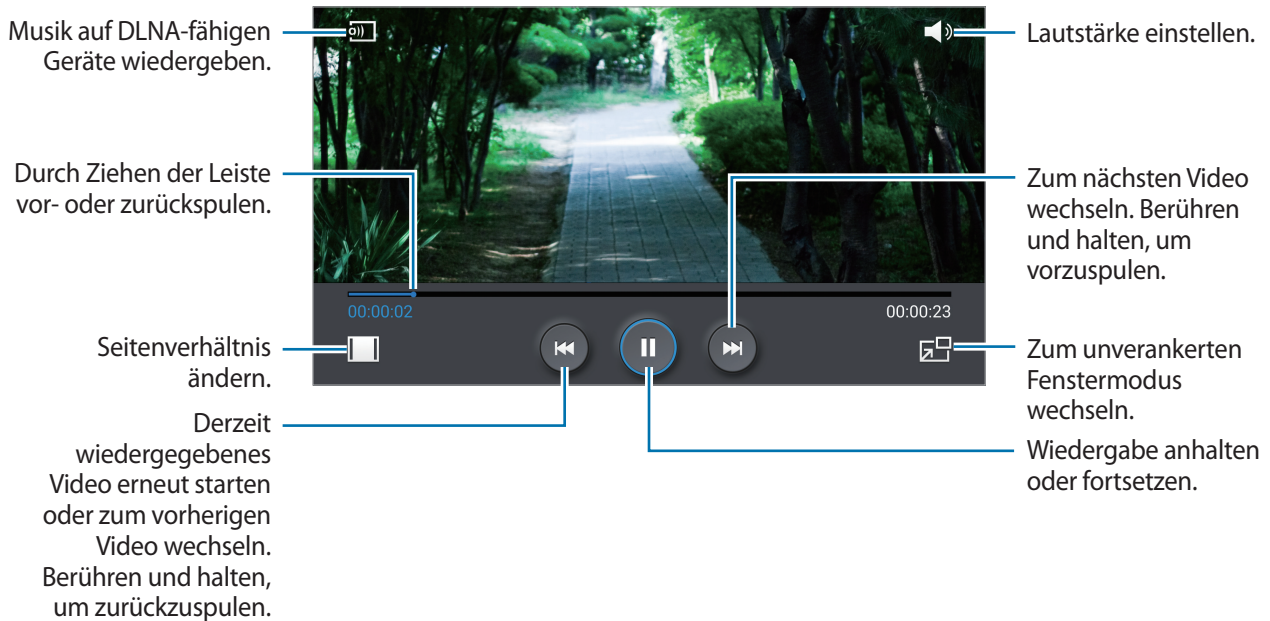 Musik auf DLNA-fähigen
Geräte wiedergeben.
Lautstärke einstellen.
Durch Ziehen der Leiste
vor- oder zurückspulen.
Zum nächsten Video
wechseln. Berühren
und halten, um
vorzuspulen.
00:00:02
00:00:23
Seitenverhältnis
ändern.
Zum unverankerten
Fenstermodus
wechseln.
Derzeit
wiedergegebenes
Video erneut starten
oder zum vorherigen
Video wechseln.
Berühren und halten,
um zurückzuspulen.
Wiedergabe anhalten
oder fortsetzen.